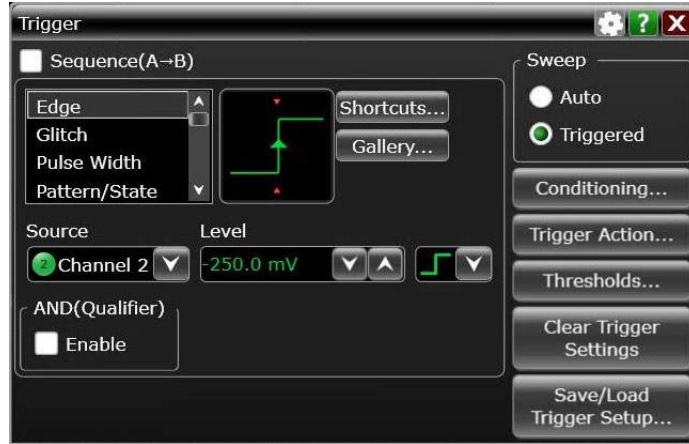 Trigger
?
X
Sequence(A→B)
Edge
Glitch
Pulse Width
Pattern/State
Shortcuts...
Gallery...
Source
Level
2 Channel 2
-250.0 mV
AND(Qualifier)
Enable
Sweep
Auto
Triggered
Conditioning...
Trigger Action...
Thresholds...
Clear Trigger
Settings
Save/Load
Trigger Setup...